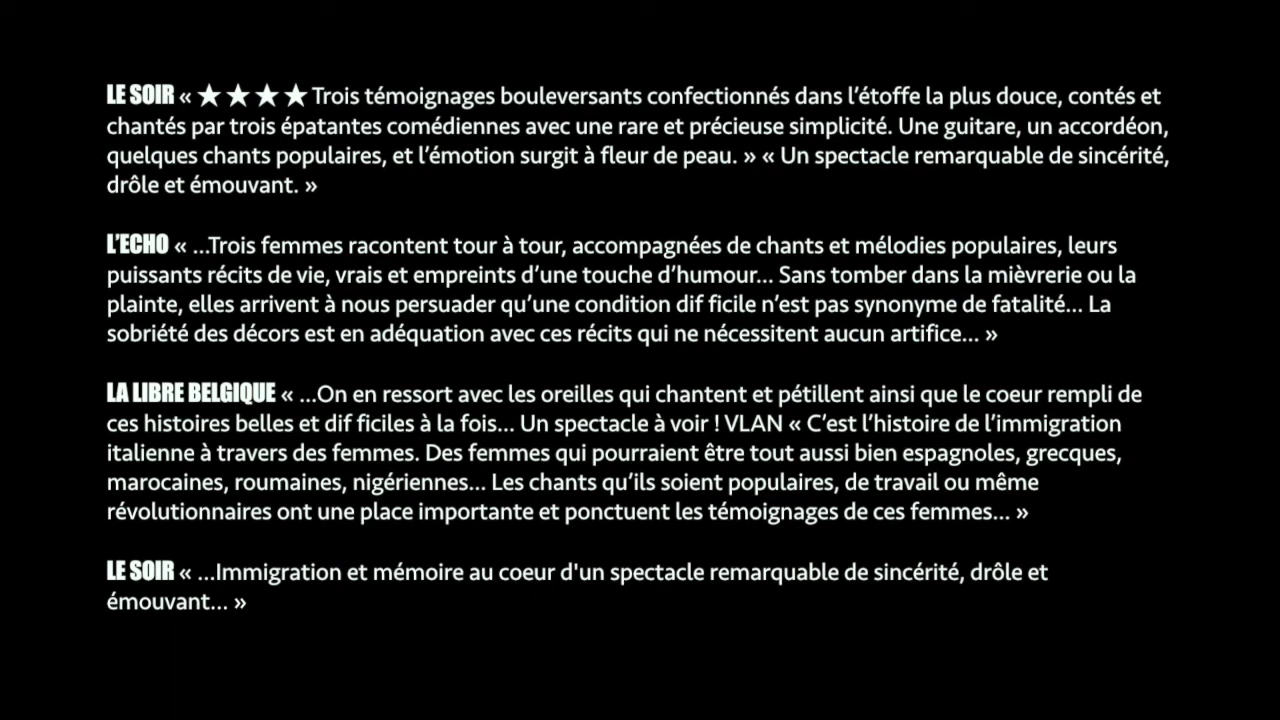 LE SOIR « ★ ★ ★ ★ Trois témoignages bouleversants confectionnés dans l’étoffe la plus douce, contés et
chantés par trois épatantes comédiennes avec une rare et précieuse simplicité. Une guitare, un accordéon,
quelques chants populaires, et l’émotion surgit à fleur de peau. » « Un spectacle remarquable de sincérité,
drôle et émouvant. »
L’ECHO « ...Trois femmes racontent tour à tour, accompagnées de chants et mélodies populaires, leurs
puissants récits de vie, vrais et empreints d’une touche d’humour... Sans tomber dans la mièvrerie ou la
plainte, elles arrivent à nous persuader qu’une condition dif ficile n’est pas synonyme de fatalité... La
sobriété des décors est en adéquation avec ces récits qui ne nécessitent aucun artifice... »
LA LIBRE BELGIQUE « ...On en ressort avec les oreilles qui chantent et pétillent ainsi que le coeur rempli de
ces histoires belles et dif ficiles à la fois... Un spectacle à voir ! VLAN « C’est l’histoire de l’immigration
italienne à travers des femmes. Des femmes qui pourraient être tout aussi bien espagnoles, grecques,
marocaines, roumaines, nigériennes... Les chants qu’ils soient populaires, de travail ou même
révolutionnaires ont une place importante et ponctuent les témoignages de ces femmes... »
LE SOIR « ...Immigration et mémoire au coeur d'un spectacle remarquable de sincérité, drôle et
émouvant... »